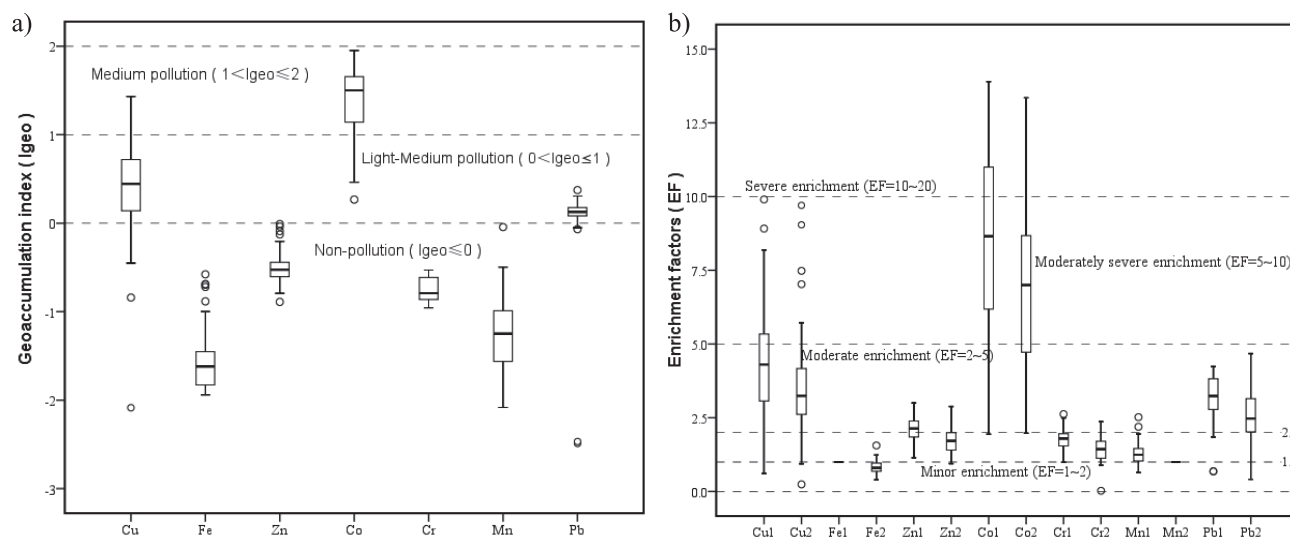 a)
Geoaccumulation index ( Igeo )
2
1
0
-1
-2
-3
Medium pollution ( 1<Igeo≤2 )
Light-Medium pollution ( 0<Igeo≤1 )
Non-pollution ( Igeo≤0 )
Cu Fe Zn Co Cr Mn Pb
b)
Enrichment factors ( EF )
15.0
12.5
10.0
7.5
5.0
2.5
0.0
Severe enrichment (EF=10~20)
Moderately severe enrichment (EF=5~10)
Moderate enrichment (EF=2~5)
Minor enrichment (EF=1~2)
2.
1.
Cu1 Cu2 Fe1 Fe2 Zn1 Zn2 Co1 Co2 Cr1 Cr2 Mn1 Mn2 Pb1 Pb2